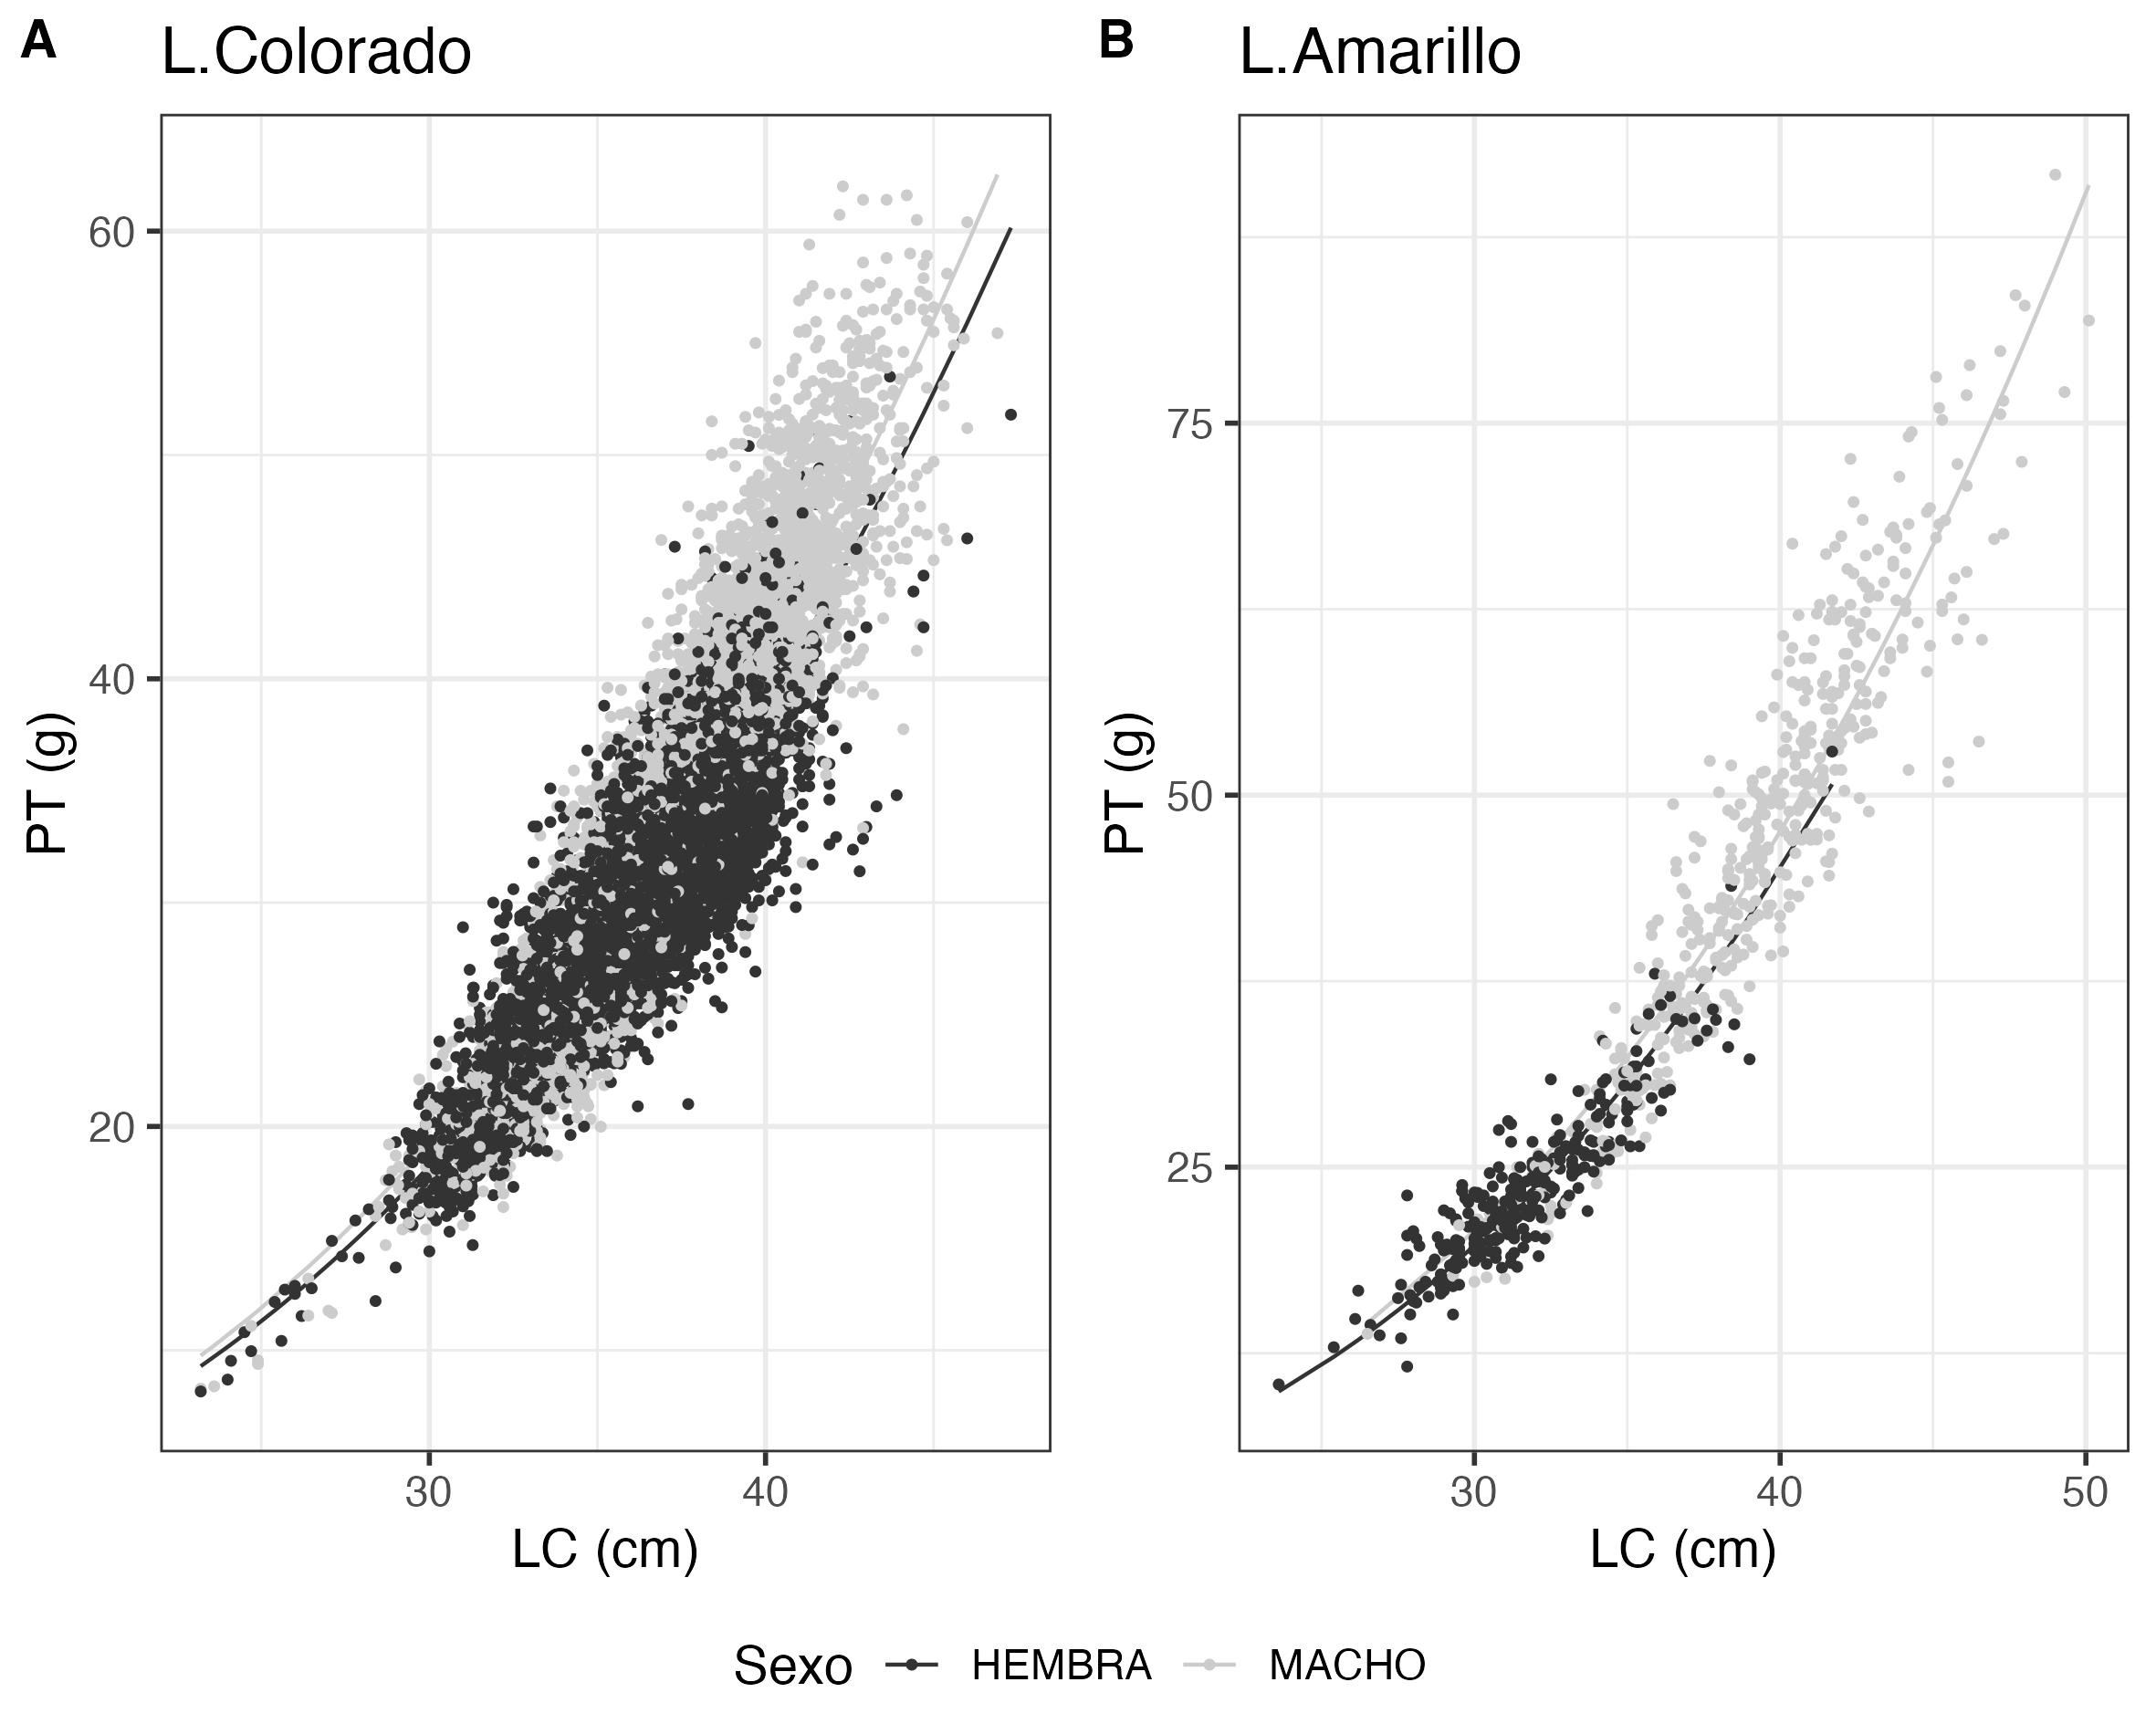 A L.Colorado
B L.Amarillo
PT (g)
60
40
20
30 40
LC (cm)
PT (g)
75
50
25
30 40 50
LC (cm)
Sexo HEMBRA MACHO